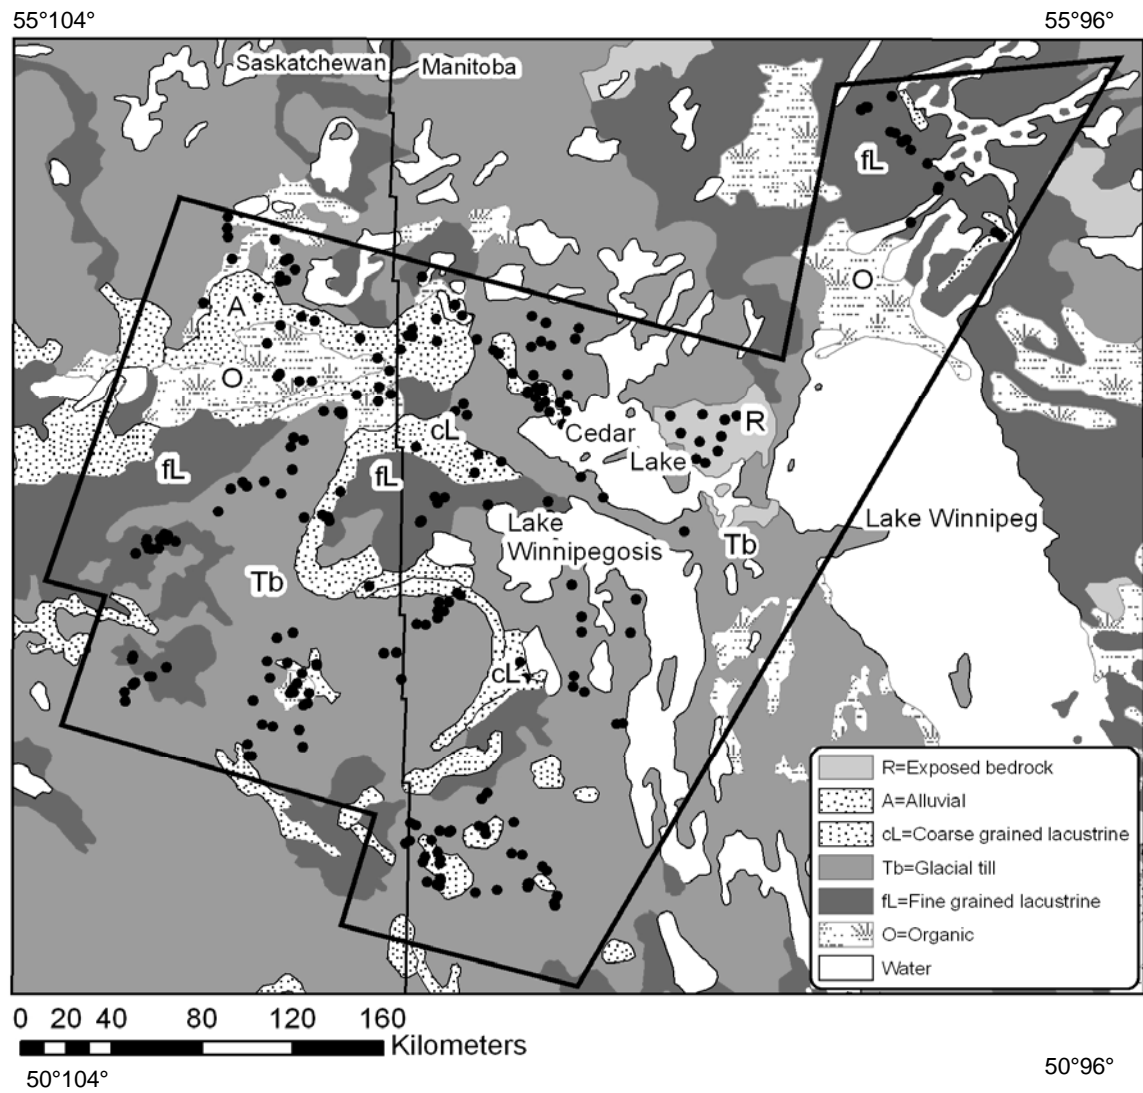 55°104°
55°96°
Saskatchewan
Manitoba
fL
A
O
O
R
cL
Cedar
Lake
fL
fL
Lake Winnipeg
Lake
Winnipegosis
Tb
Tb
cL
R=Exposed bedrock
A=Alluvial
cL=Coarse grained lacustrine
Tb=Glacial till
fL=Fine grained lacustrine
O=Organic
Water
0 20 40 80 120 160
Kilometers
50°104°
50°96°